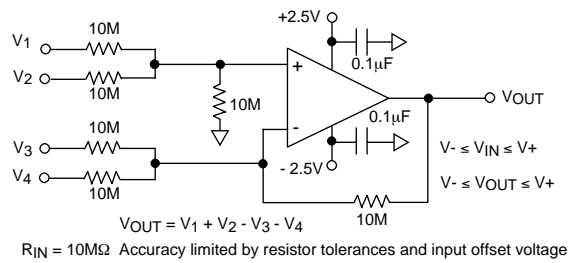 +2.5V
10M
V1
0.1µF
V2
10M
10M
+
-
VOUT
10M
0.1µF
V3
V4
10M
- 2.5V
V- ≤ VIN ≤ V+
V- ≤ VOUT ≤ V+
10M
VOUT = V1 + V2 - V3 - V4
RIN = 10MΩ Accuracy limited by resistor tolerances and input offset voltage